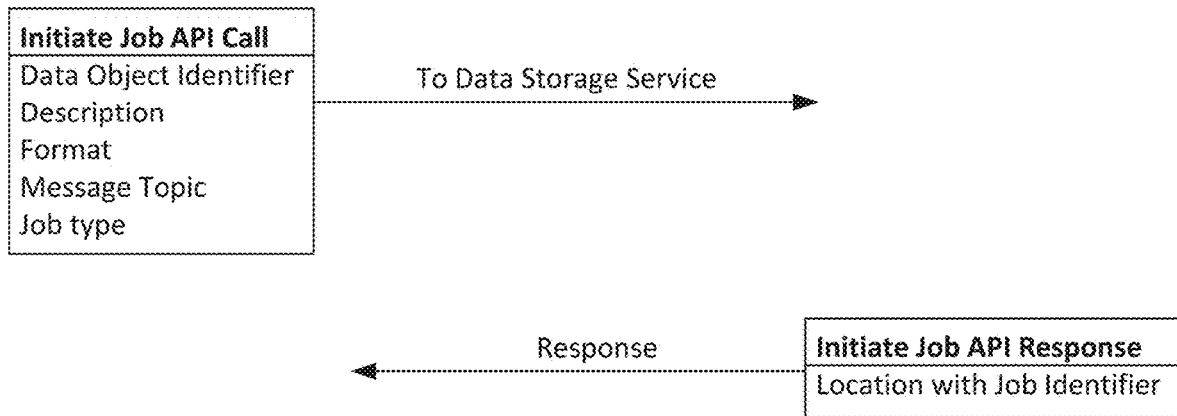 Initiate Job API Call
Data Object Identifier
Description
Format
Message Topic
Job type
To Data Storage Service
Response
Initiate Job API Response
Location with Job Identifier